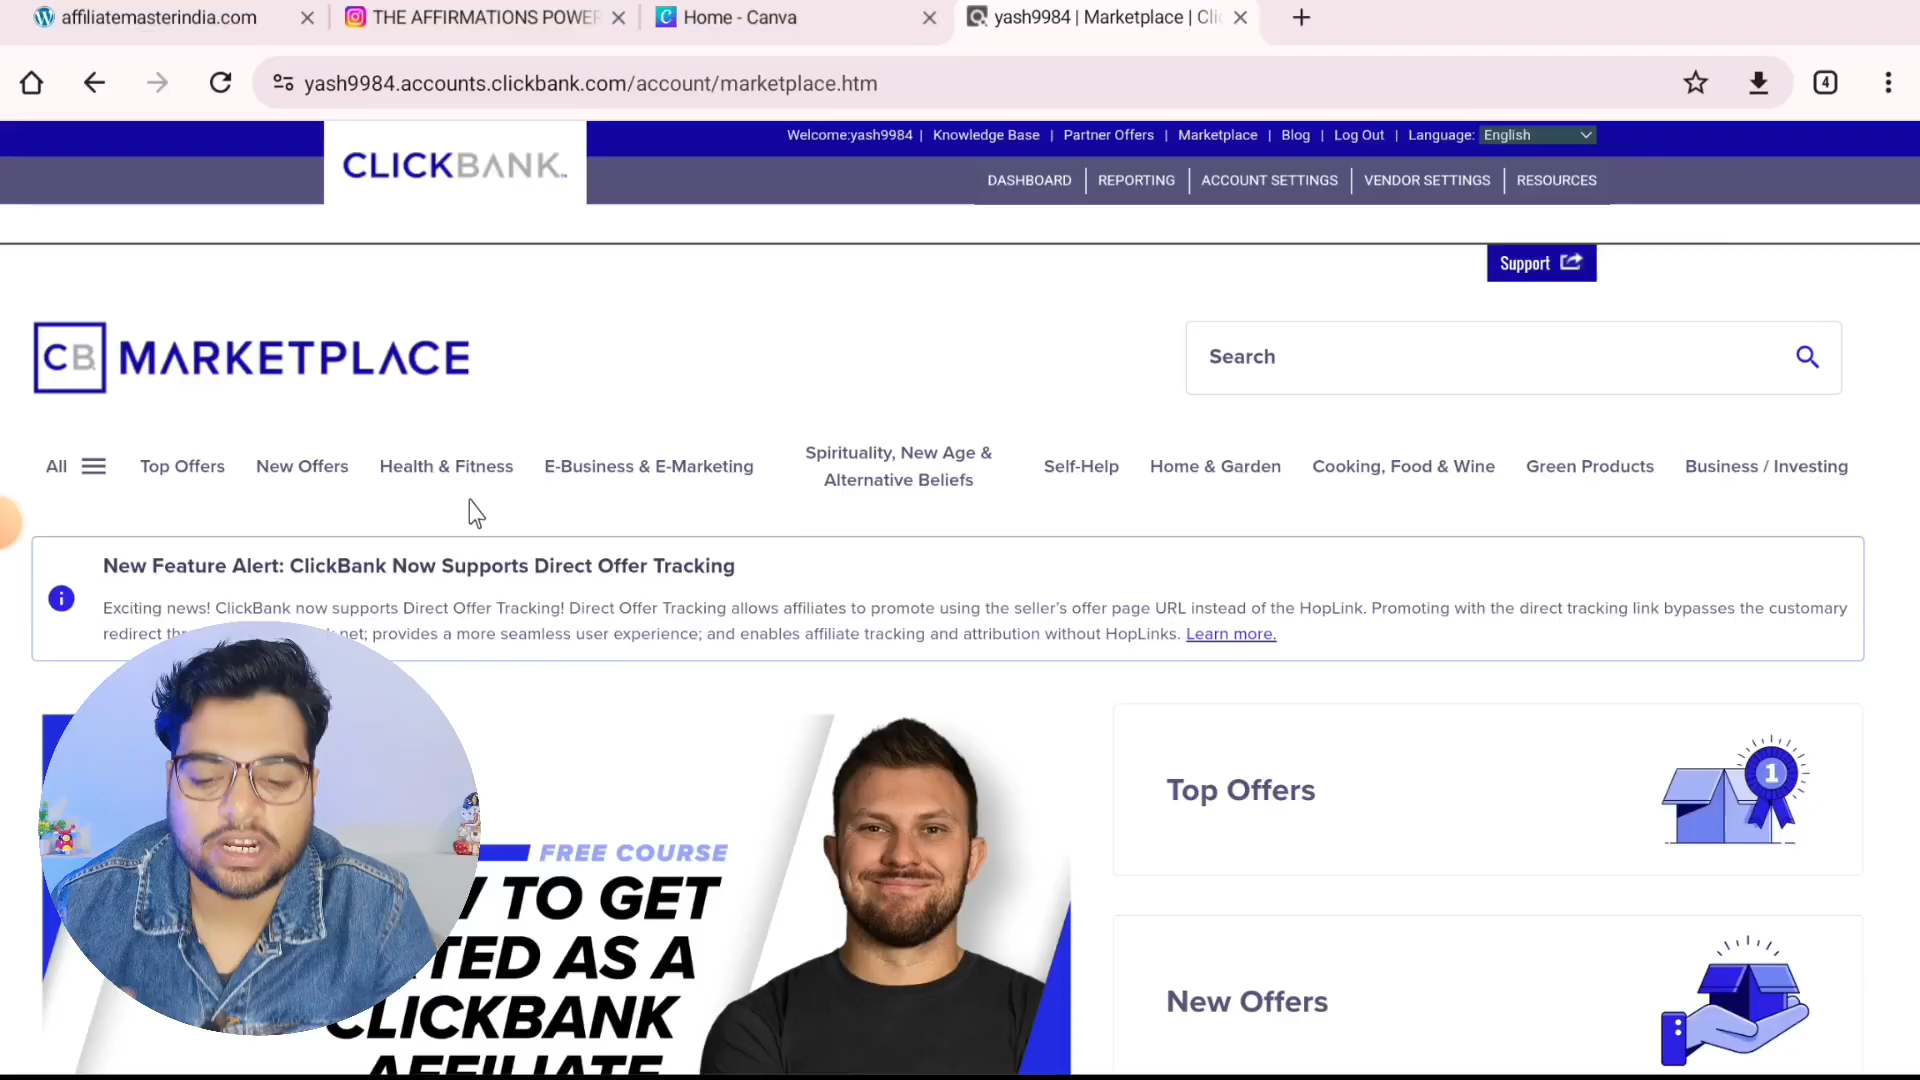 affiliatemasterindia.com
THE AFFIRMATIONS POWER
Home - Canva
yash9984 | Marketplace | Clic
yash9984.accounts.clickbank.com/account/marketplace.htm
4
Welcome:yash9984 | Knowledge Base | Partner Offers | Marketplace | Blog | Log Out | Language: English
CLICKBANK
DASHBOARD | REPORTING | ACCOUNT SETTINGS | VENDOR SETTINGS | RESOURCES
Support
CB MARKETPLACE
Search
All
Top Offers
New Offers
Health & Fitness
E-Business & E-Marketing
Spirituality, New Age &
Alternative Beliefs
Self-Help
Home & Garden
Cooking, Food & Wine
Green Products
Business / Investing
New Feature Alert: ClickBank Now Supports Direct Offer Tracking
Exciting news! ClickBank now supports Direct Offer Tracking! Direct Offer Tracking allows affiliates to promote using the seller's offer page URL instead of the HopLink. Promoting with the direct tracking link bypasses the customary
redirect net; provides a more seamless user experience; and enables affiliate tracking and attribution without HopLinks. Learn more.
FREE COURSE
TO GET
TED AS A
CLICKBANK
AFFILIATE
Top Offers
1
New Offers